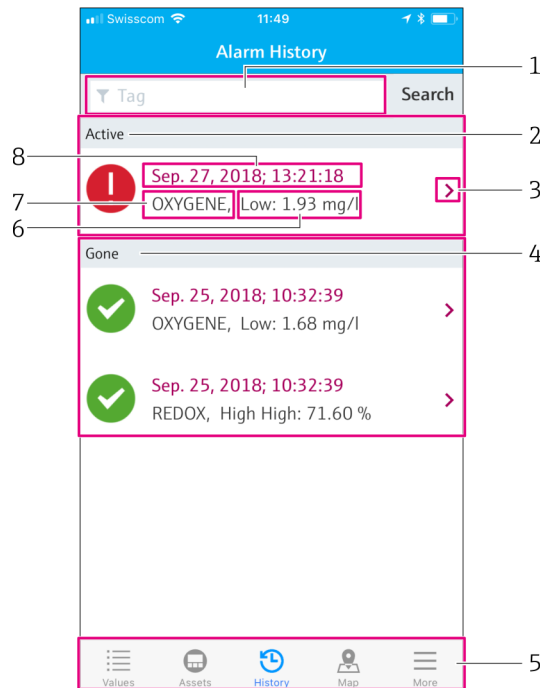 Swisscom 11:49
Alarm History
1
Tag Search
Active 2
8
Sep. 27, 2018; 13:21:18
3
7 OXYGENE, Low: 1.93 mg/l
6
Gone 4
Sep. 25, 2018; 10:32:39
OXYGENE, Low: 1.68 mg/l
Sep. 25, 2018; 10:32:39
REDOX, High High: 71.60 %
5
Values Assets History Map More